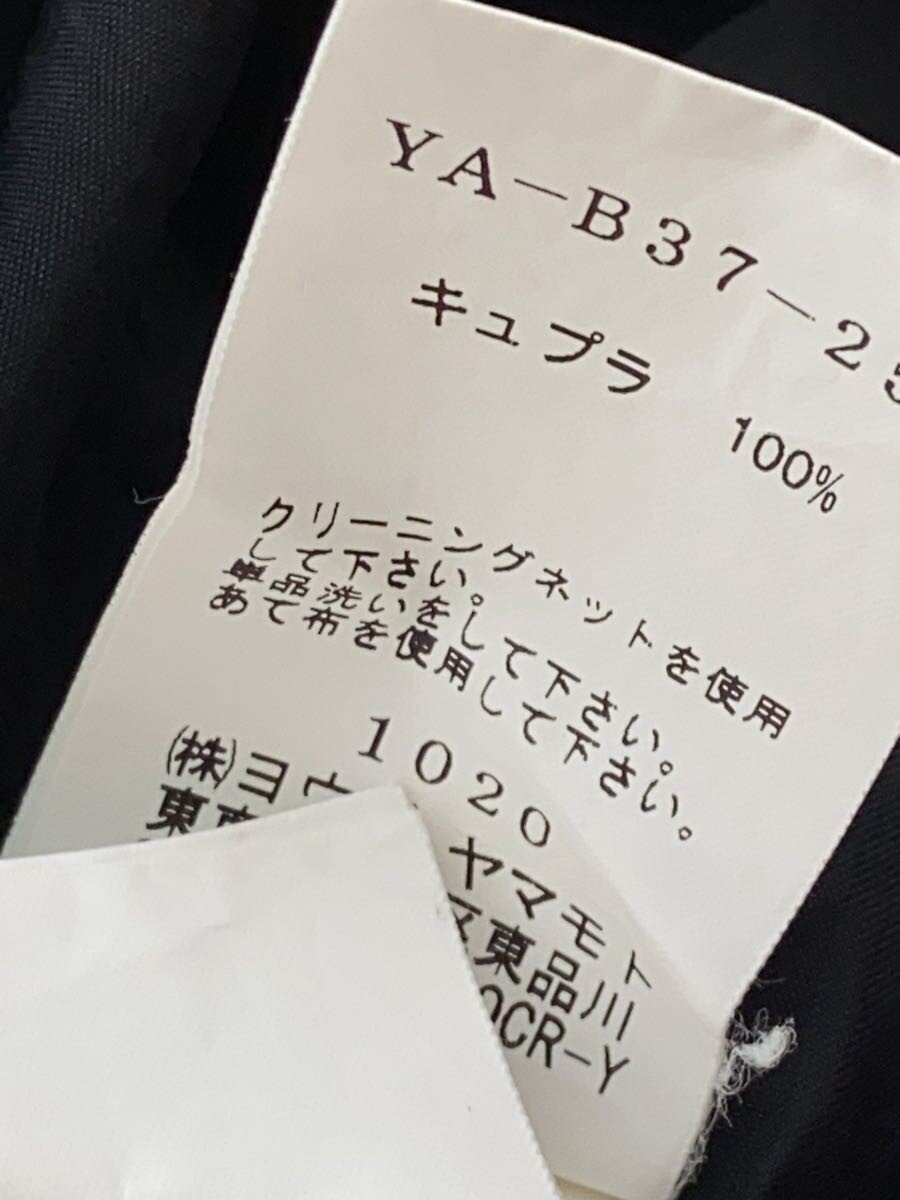 YA-B37-25
キュプラ
100%
クリーニングネットを使用
して下さい。
単品洗いをして下さい。
あて布を使用して下さい。
1020
(株)ヨウ ヤマモト
東京 区東品川
OCR-Y